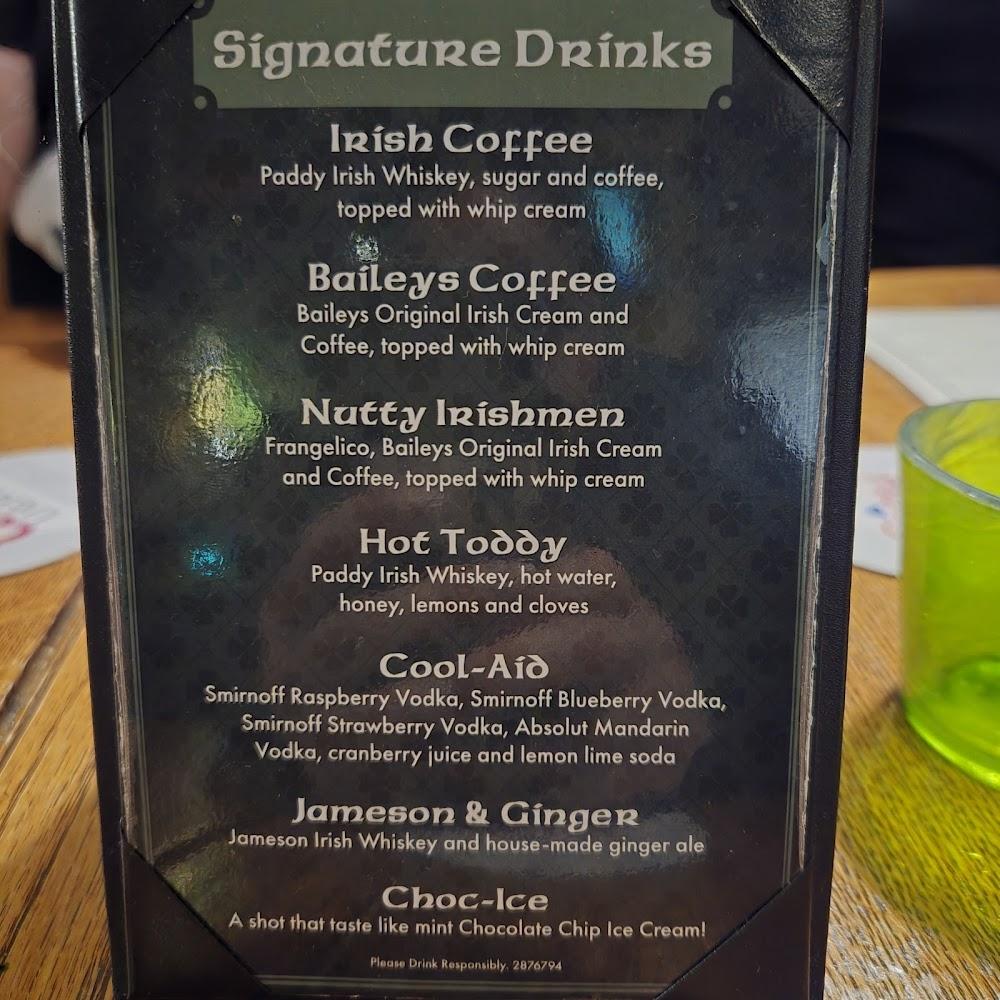 Signature Drinks
Irish Coffee
Paddy Irish Whiskey, sugar and coffee,
topped with whip cream
Baileys Coffee
Baileys Original Irish Cream and
Coffee, topped with whip cream
Nutty Irishmen
Frangelico, Baileys Original Irish Cream
and Coffee, topped with whip cream
Hot Toddy
Paddy Irish Whiskey, hot water,
honey, lemons and cloves
Cool-Aid
Smirnoff Raspberry Vodka, Smirnoff Blueberry Vodka,
Smirnoff Strawberry Vodka, Absolut Mandarin
Vodka, cranberry juice and lemon lime soda
Jameson & Ginger
Jameson Irish Whiskey and house-made ginger ale
Choc-Ice
A shot that taste like mint Chocolate Chip Ice Cream!
Please Drink Responsibly. 2876794